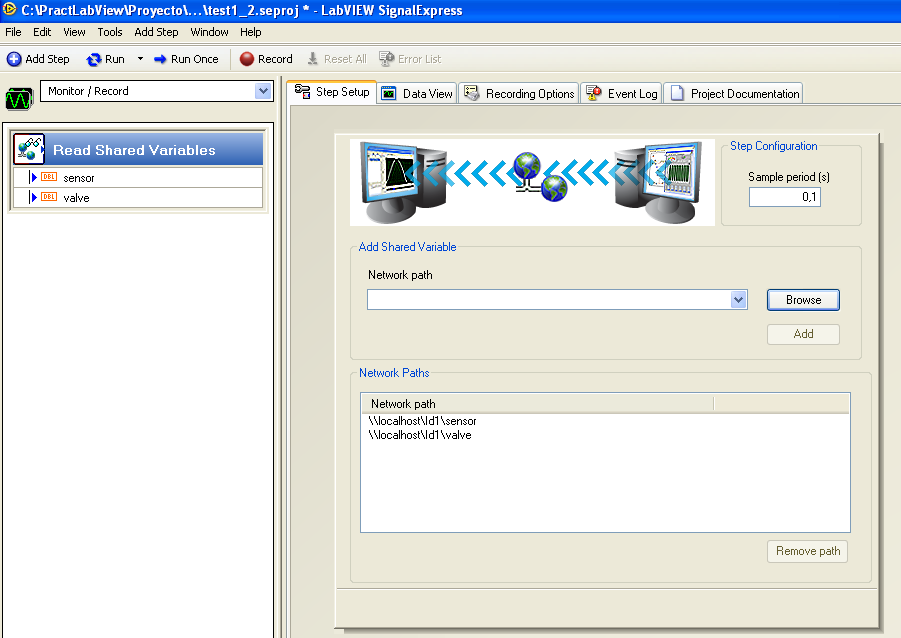 C:\PractLabView\Proyecto\...\test1_2.seproj * - LabVIEW SignalExpress
File Edit View Tools Add Step Window Help
Add Step Run Run Once Record Reset All Error List
Monitor / Record
Step Setup Data View Recording Options Event Log Project Documentation
Read Shared Variables
DBL sensor
DBL valve
Step Configuration
Sample period (s)
0,1
Add Shared Variable
Network path
Browse
Add
Network Paths
Network path
\\localhost\ld1\sensor
\\localhost\ld1\valve
Remove path